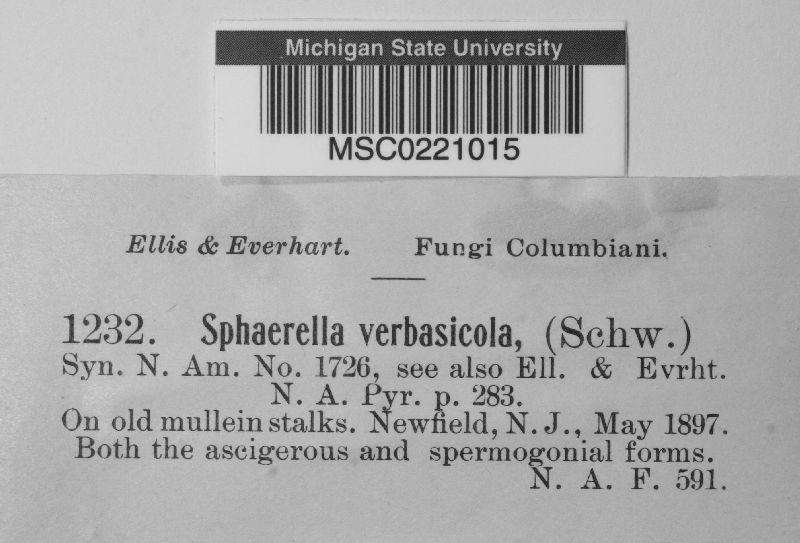 Michigan State University
MSC0221015
Ellis & Everhart. Fungi Columbiani.
1232. Sphaerella verbasicola, (Schw.)
Syn. N. Am. No. 1726, see also Ell. & Evrht.
N. A. Pyr. p. 283.
On old mullein stalks. Newfield, N. J., May 1897.
Both the ascigerous and spermogonial forms.
N. A. F. 591.